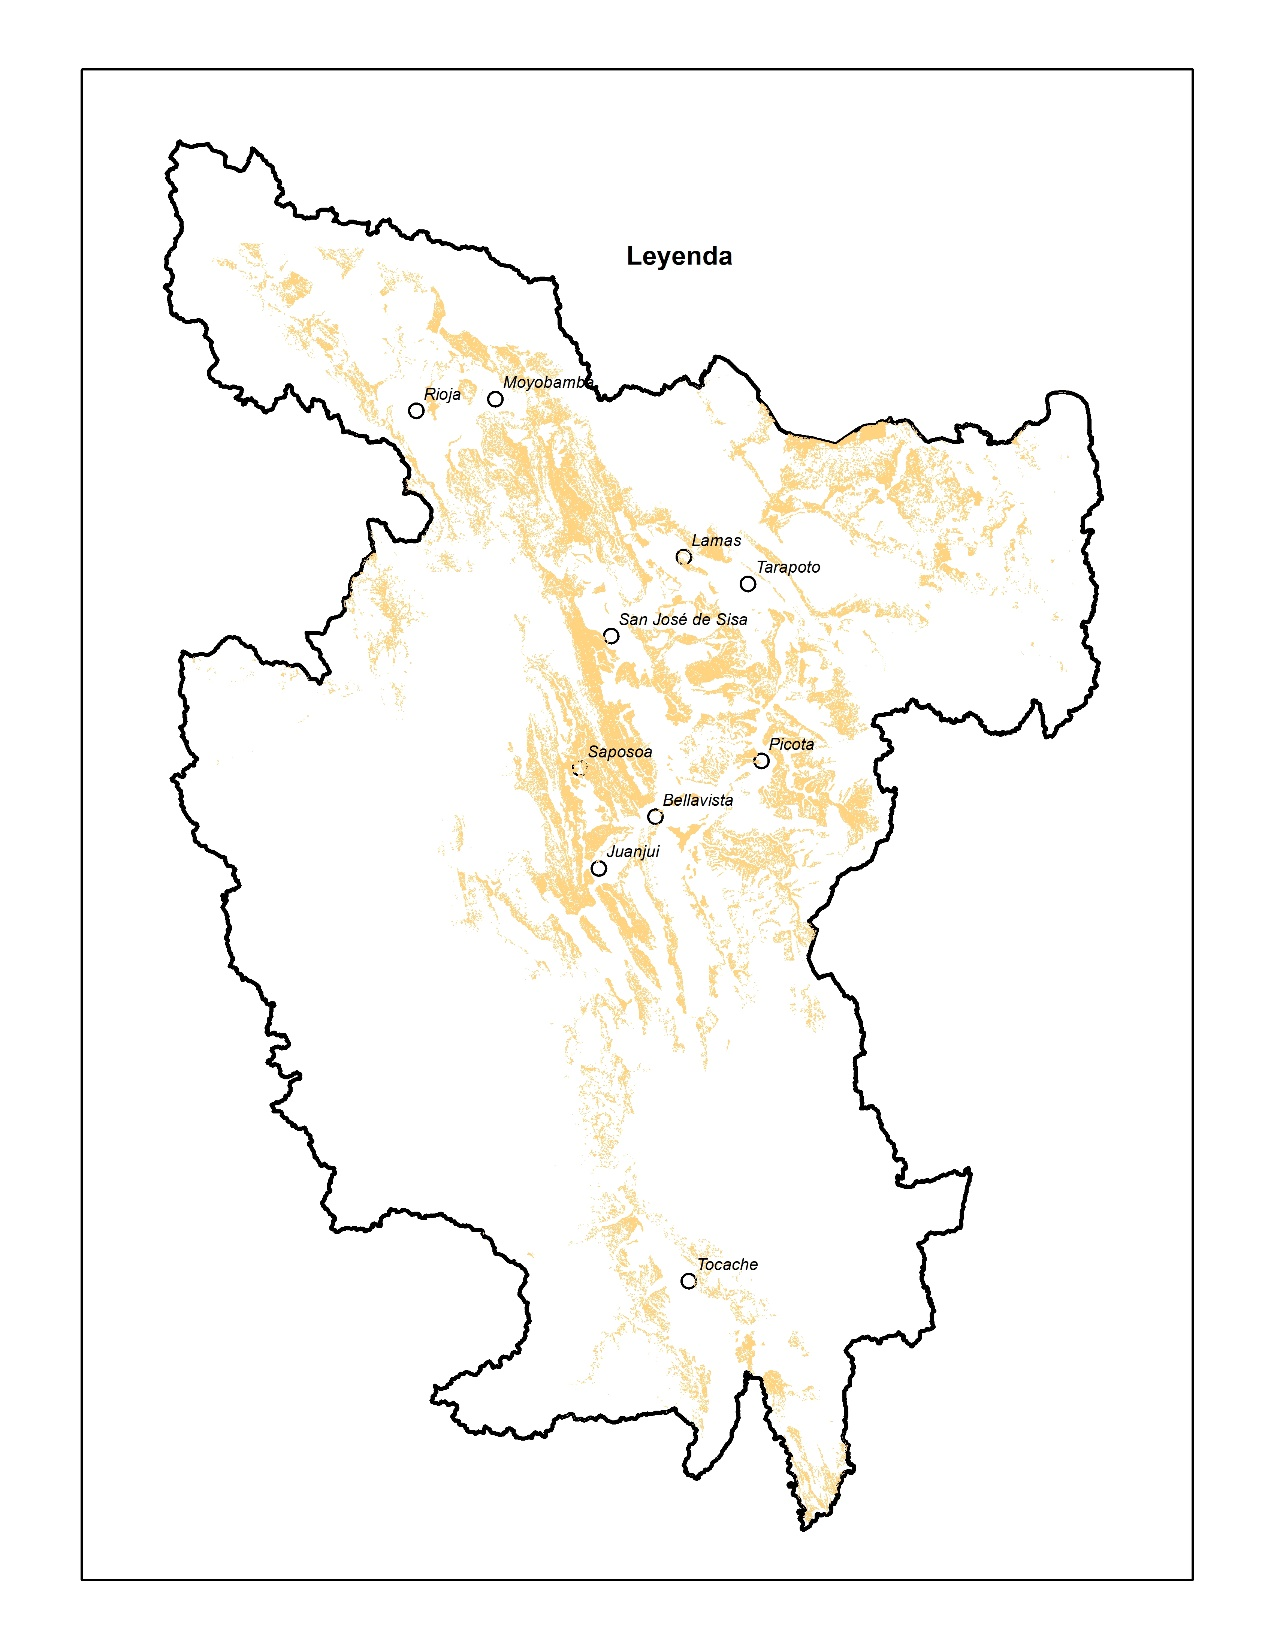 Leyenda
Moyobamba
Rioja
Lamas
Tarapoto
San José de Sisa
Picota
Saposoa
Bellavista
Juanjui
Tocache